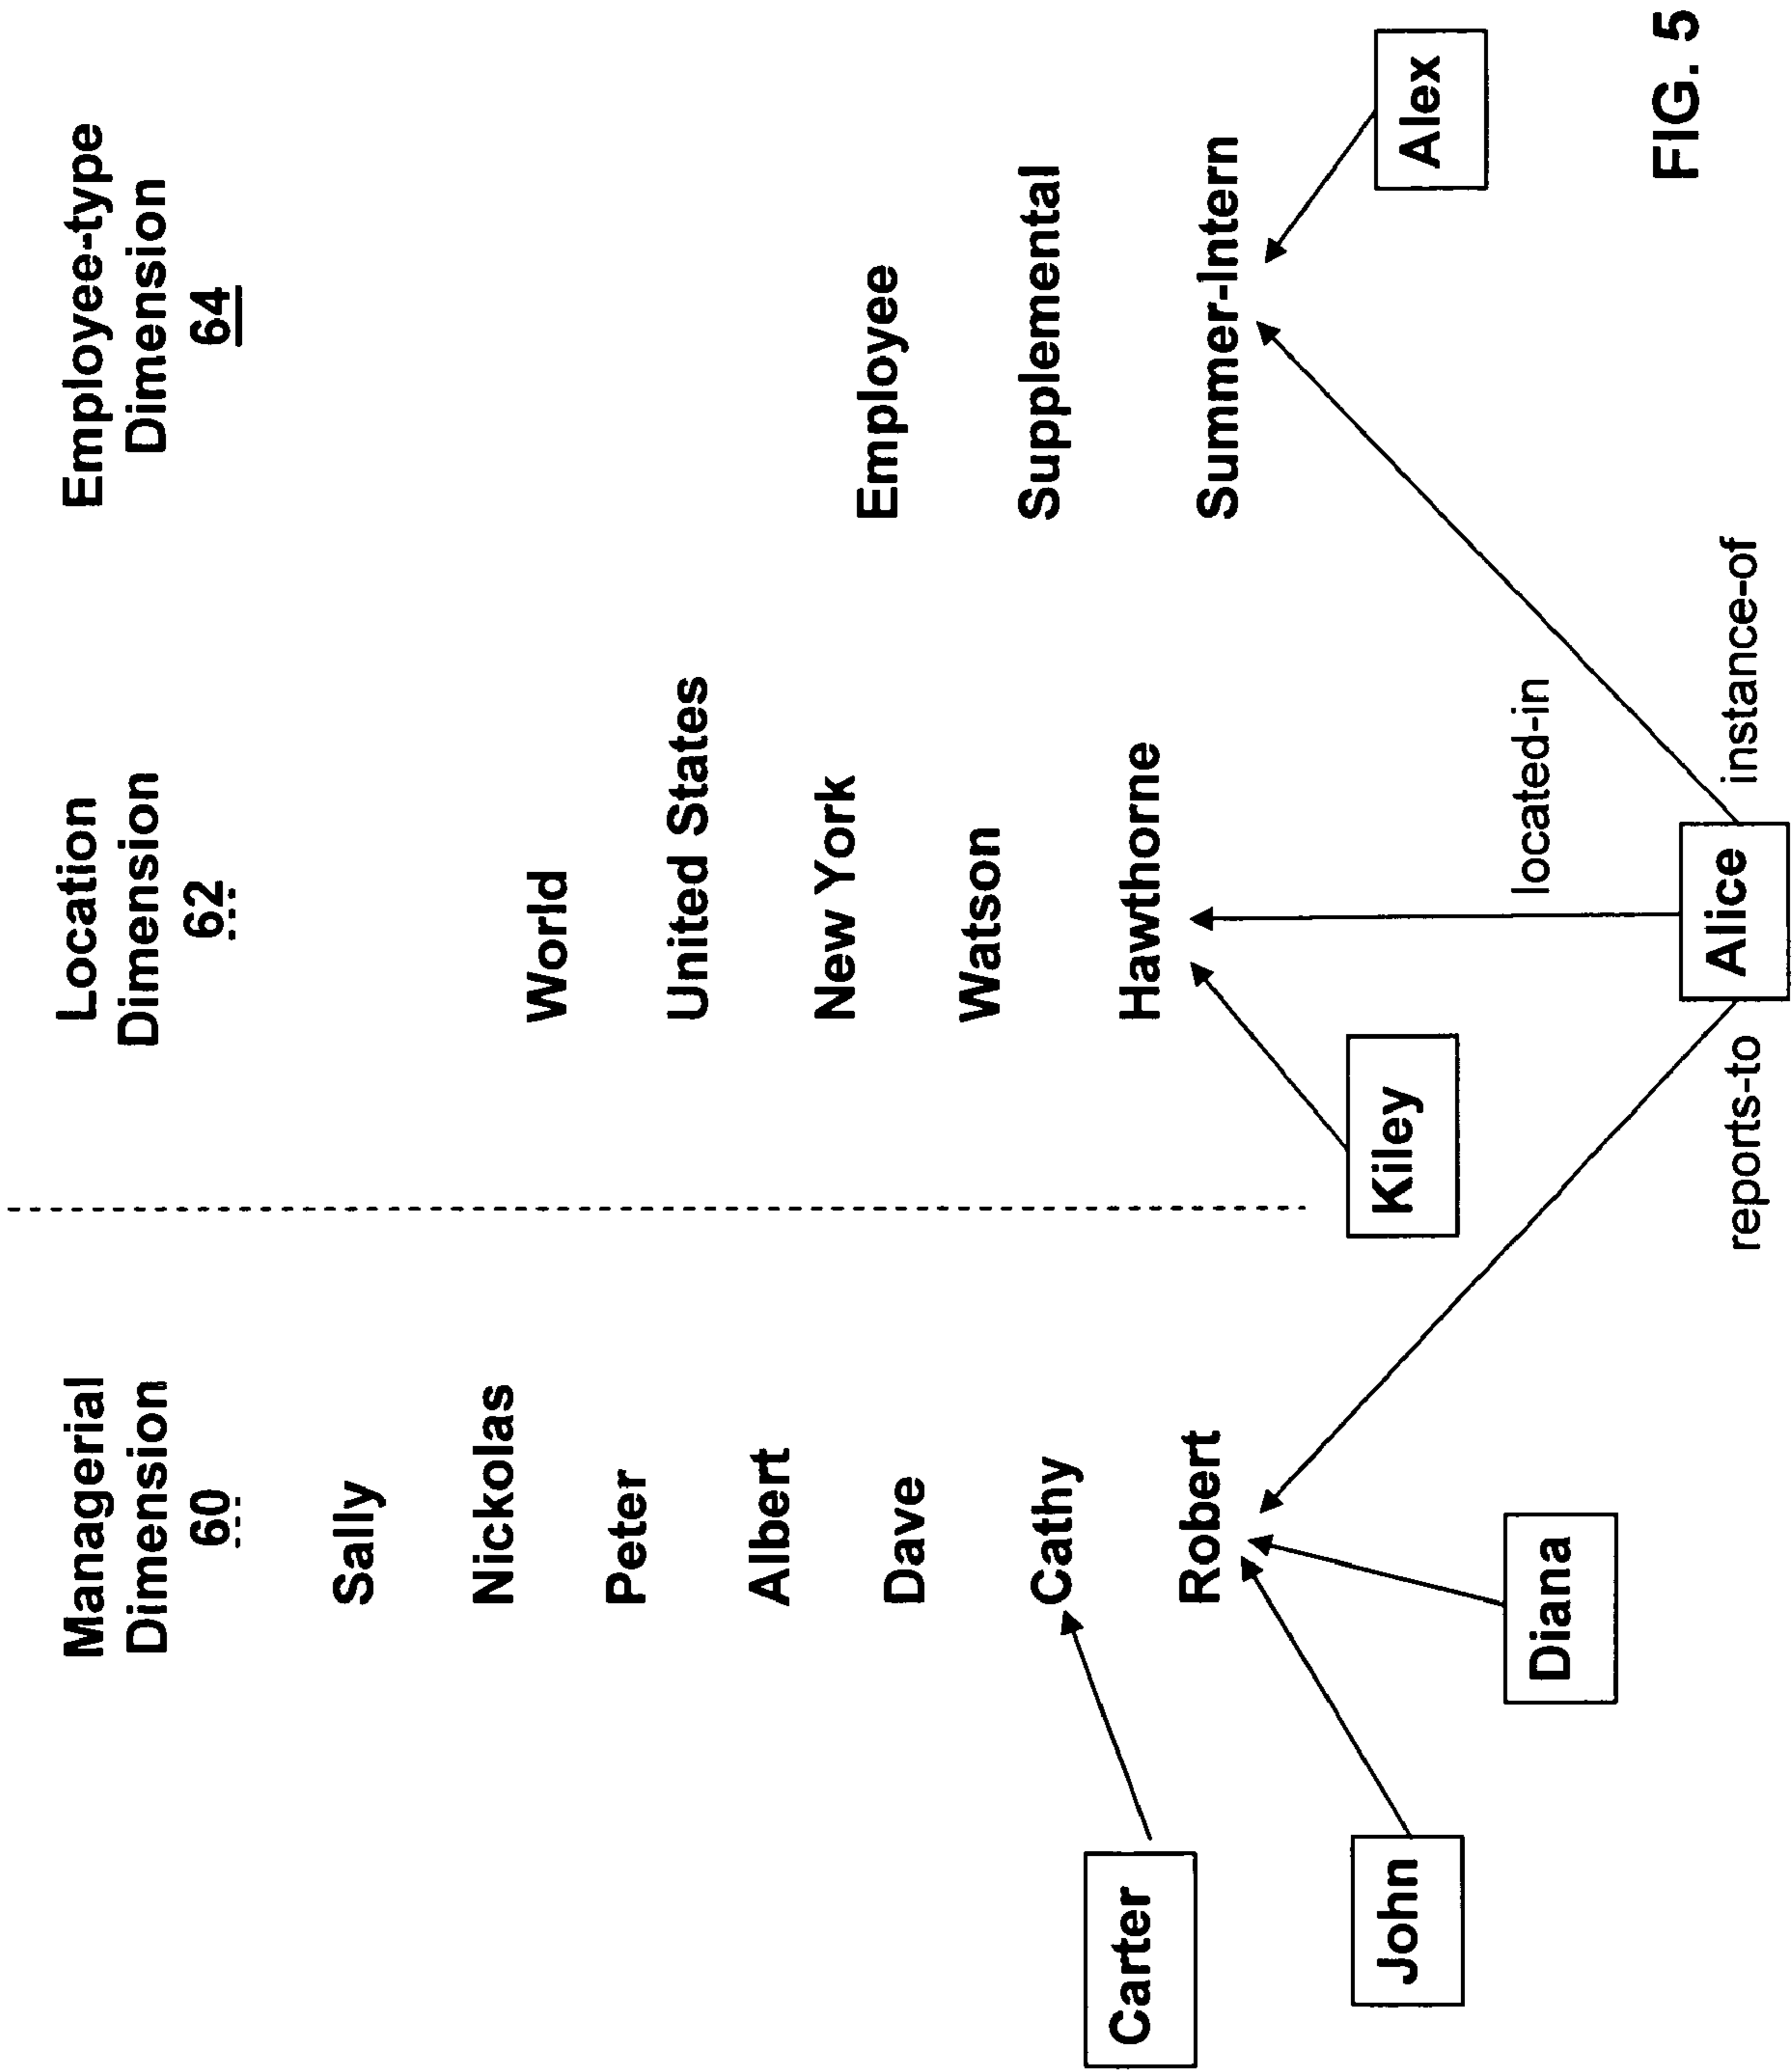 Managerial
Dimension
60
Sally
Nickolas
Peter
Albert
Dave
Cathy
Robert
Carter
John
Diana
Location
Dimension
62
World
United States
New York
Watson
Hawthorne
Kiley
Employee-type
Dimension
64
Employee
Supplemental
Summer-Intern
Alex
located-in
Alice
reports-to
instance-of
FIG. 5